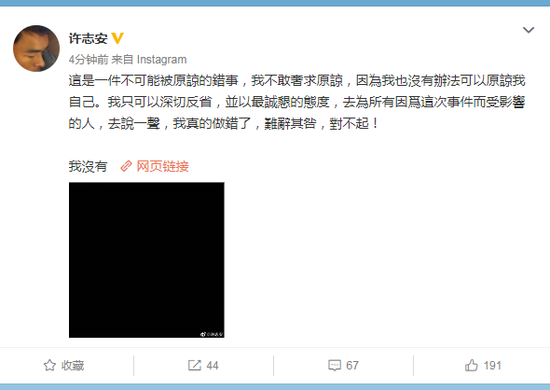 许志安
4分钟前 来自 Instagram
這是一件不可能被原諒的錯事，我不敢奢求原諒，因為我也沒有辦法可以原諒我
自己。我只可以深切反省，並以最誠懇的態度，去為所有因爲這次事件而受影響
的人，去說一聲，我真的做錯了，難辭其咎，對不起！
我沒有 网页链接
@许志安
收藏 44 67 191